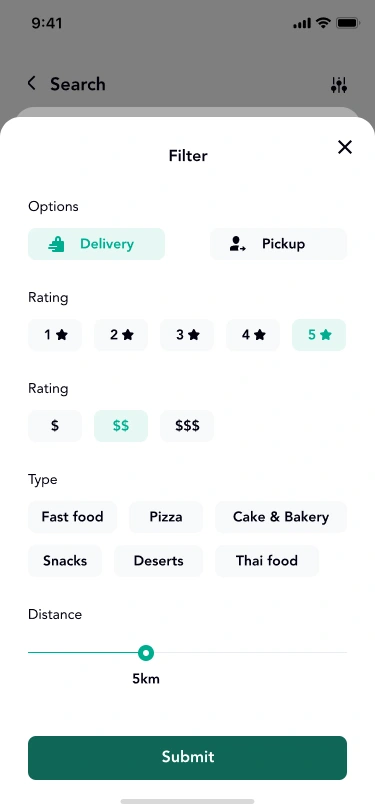 9:41
Search
Filter
Options
Delivery Pickup
Rating
1 2 3 4 5
Rating
$ $$ $$$
Type
Fast food Pizza Cake & Bakery
Snacks Deserts Thai food
Distance
5km
Submit